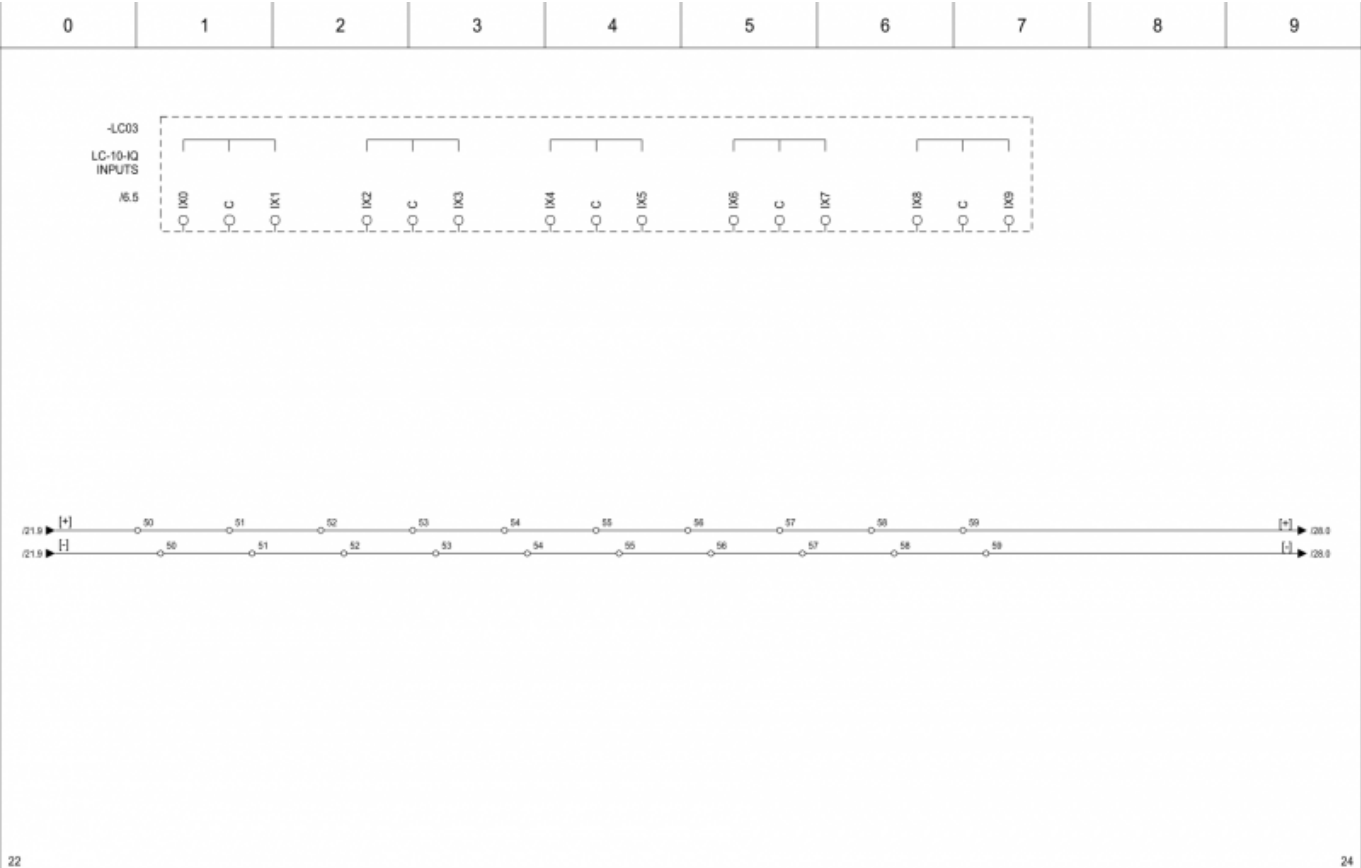 0 1 2 3 4 5 6 7 8 9
-LC03
LC-10-IQ
INPUTS
/6.5
IX0 C IX1 IX2 C IX3 IX4 C IX5 IX6 C IX7 IX8 C IX9
/21.9 [+] 50 51 52 53 54 55 56 57 58 59 [+] /28.0
/21.9 [-] 50 51 52 53 54 55 56 57 58 59 [-] /28.0
22 24